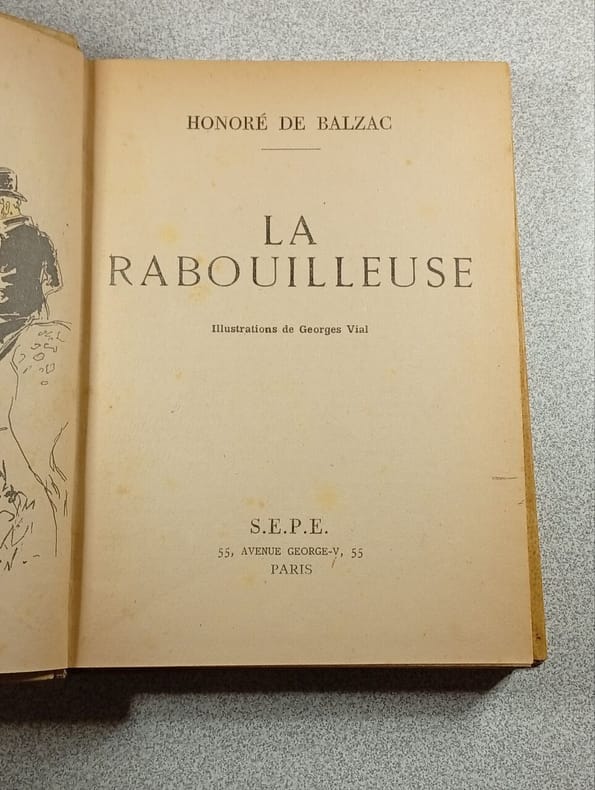 HONORÉ DE BALZAC
LA
RABOUILLEUSE
Illustrations de Georges Vial
S.E.P.E.
55, AVENUE GEORGE-V, 55
PARIS